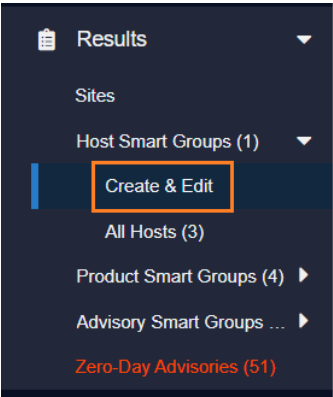 Results
Sites
Host Smart Groups (1)
Create & Edit
All Hosts (3)
Product Smart Groups (4)
Advisory Smart Groups ...
Zero-Day Advisories (51)